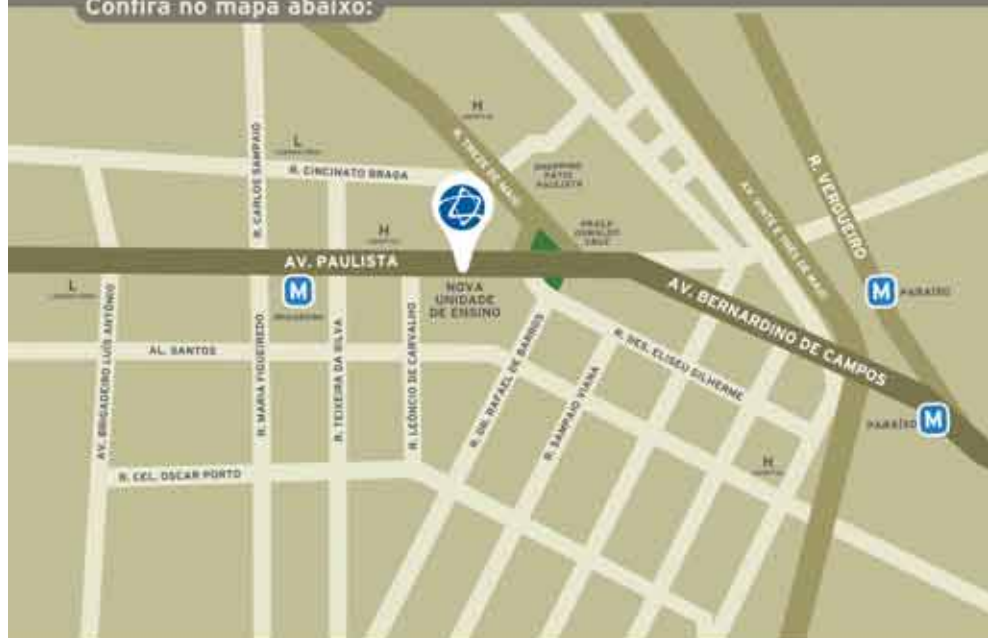 Confira no mapa abaixo:
H
R. TREZE DE MAIO
L
R. CARLOS SAMPAIO
R. CINCINATO BRAGA
SHOPPING
PÁTIO
PAULISTA
R. VERGUEIRO
AV. VINTE E TRÊS DE MAIO
PRAÇA
OSWALDO
CRUZ
H
AV. PAULISTA
L
M
NOVA
UNIDADE
DE ENSINO
AV. BERNARDINO DE CAMPOS
M PARAÍSO
AV. BRIGADEIRO LUÍS ANTÔNIO
AL. SANTOS
R. MARIA FIGUEIREDO
R. TEIXEIRA DA SILVA
R. LEÔNCIO DE CARVALHO
R. DR. RAFAEL DE BARROS
R. SAMPAIO VIANA
R. DES. ELISEU GILHERME
PARAÍSO M
H
R. CEL. OSCAR PORTO